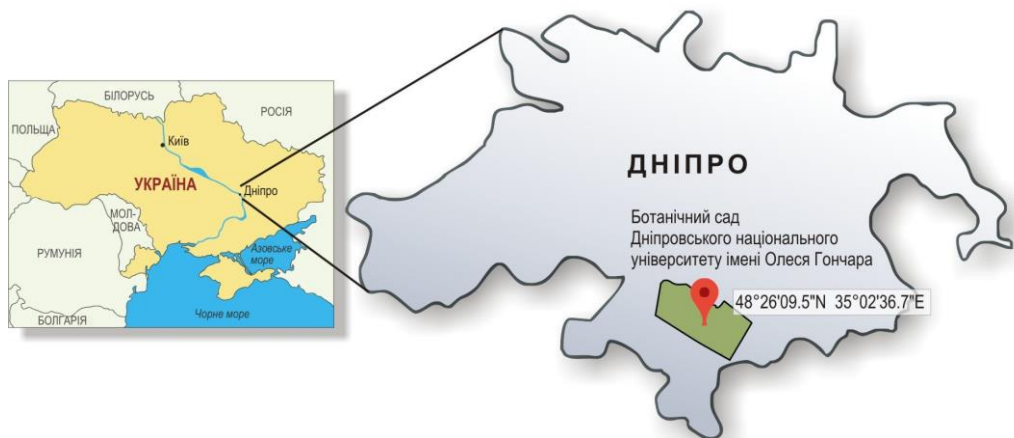 БІЛОРУСЬ
РОСІЯ
ПОЛЬЩА
Київ
УКРАЇНА
Дніпро
МОЛ-
ДОВА
РУМУНІЯ
Азовське
море
Чорне море
БОЛГАРІЯ
ДНІПРО
Ботанічний сад
Дніпровського національного
університету імені Олеся Гончара
48°26'09.5"N 35°02'36.7"E